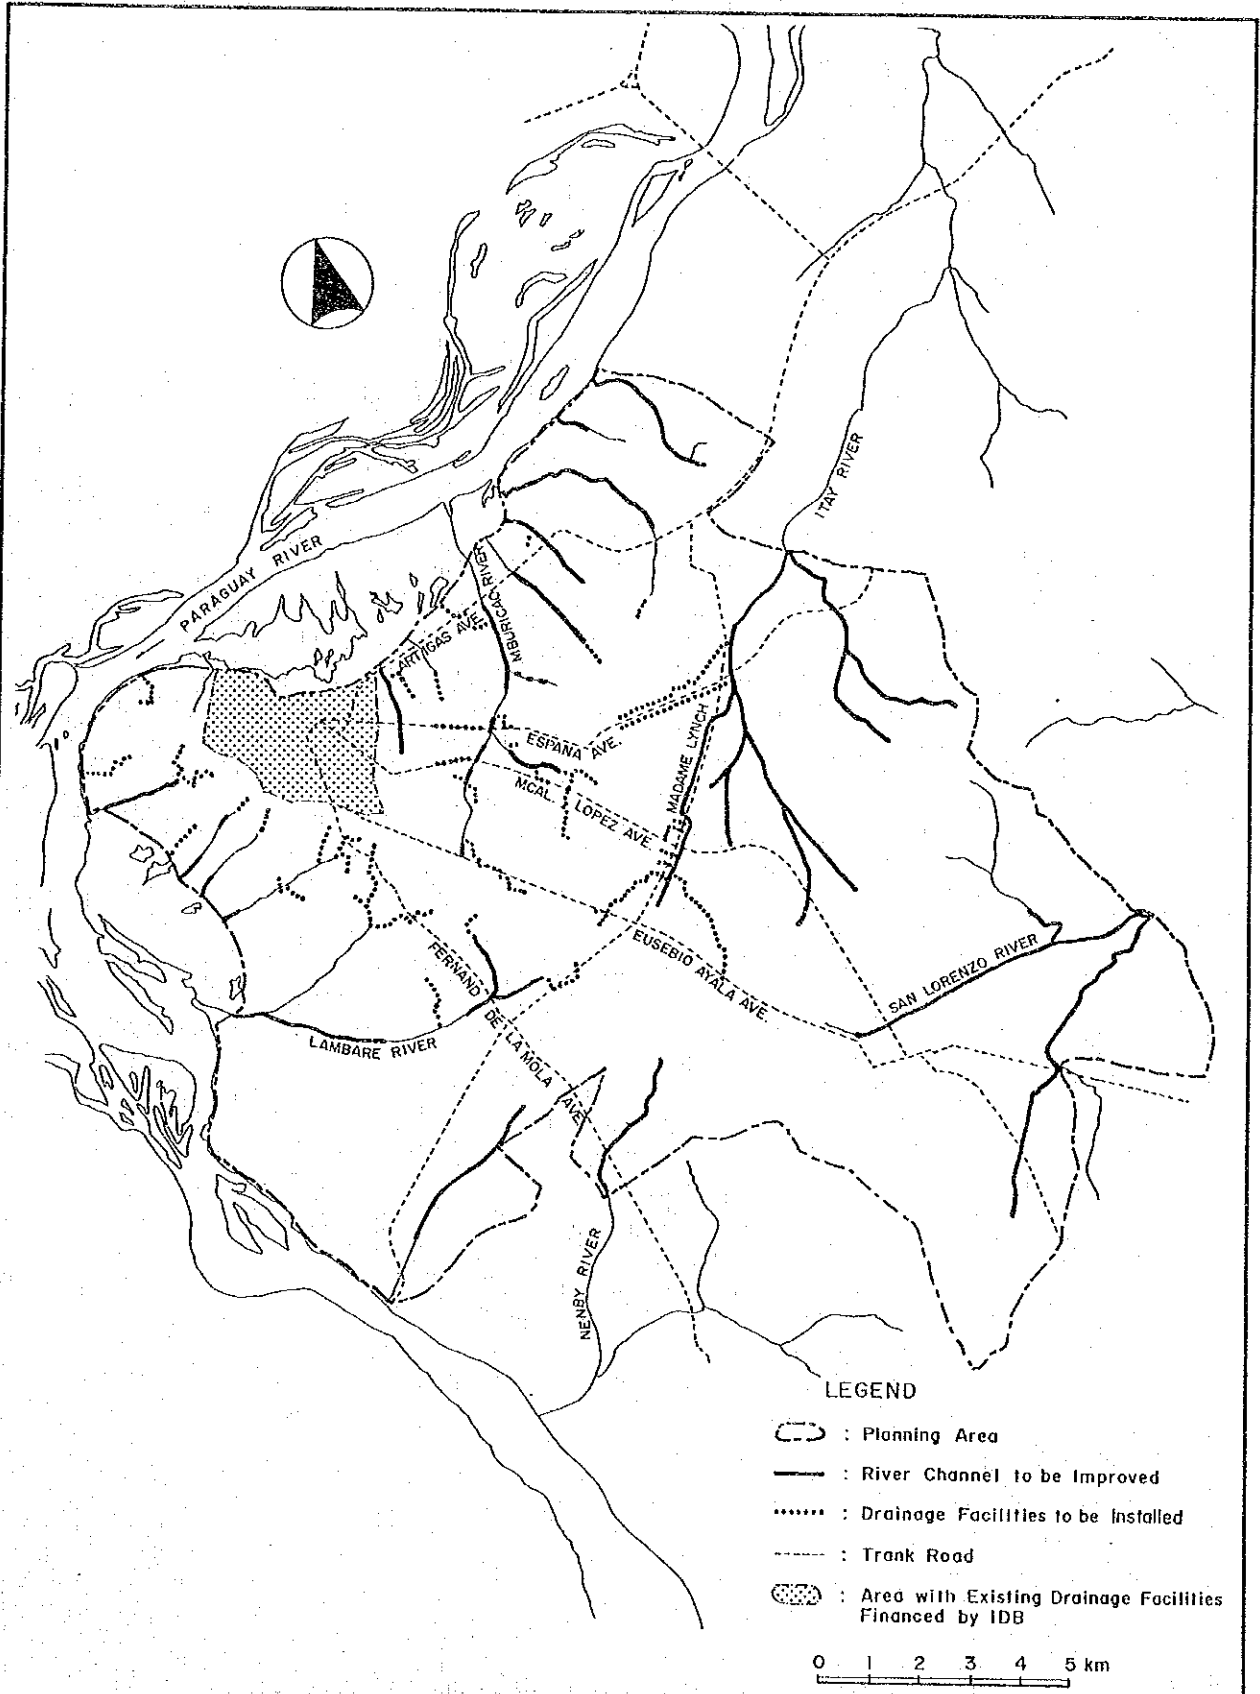 ITAY RIVER
PARAGUAY RIVER
MBURICAO RIVER
ARTIGAS AVE.
ESPANA AVE.
MADAME LYNCH
MCAL. LOPEZ AVE.
EUSEBIO AYALA AVE.
FERNAND DE LA MOLA AVE.
SAN LORENZO RIVER
LAMBARE RIVER
NENBY RIVER
LEGEND
: Planning Area
: River Channel to be Improved
: Drainage Facilities to be Installed
: Trank Road
: Area with Existing Drainage Facilities
Financed by IDB
0 1 2 3 4 5 km